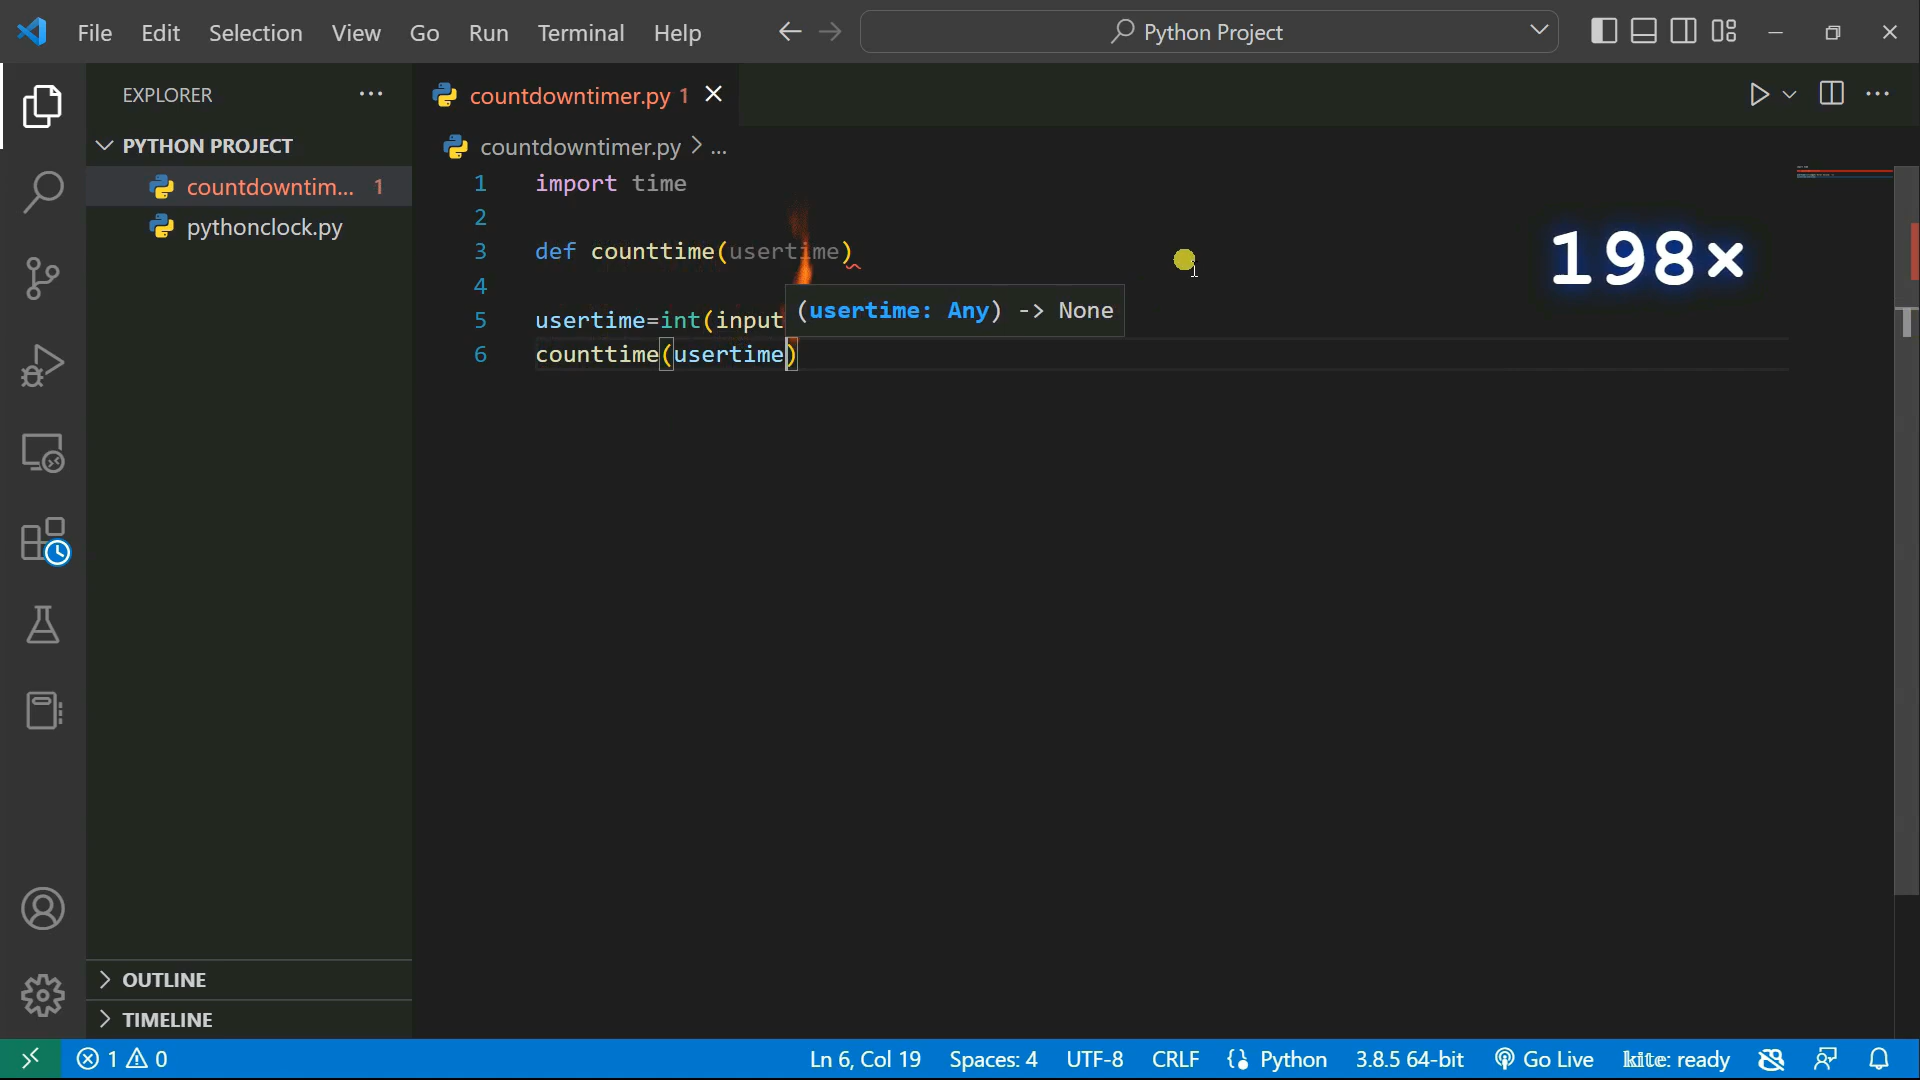 File Edit Selection View Go Run Terminal Help
Python Project
EXPLORER ...
PYTHON PROJECT
countdowntim... 1
pythonclock.py
OUTLINE
TIMELINE
countdowntimer.py 1
countdowntimer.py > ...
1 import time
2
3 def counttime(usertime)
4
5 usertime=int(input
6 counttime(usertime)
(usertime: Any) -> None
198×
1 0
Ln 6, Col 19 Spaces: 4 UTF-8 CRLF {} Python 3.8.5 64-bit Go Live kite: ready